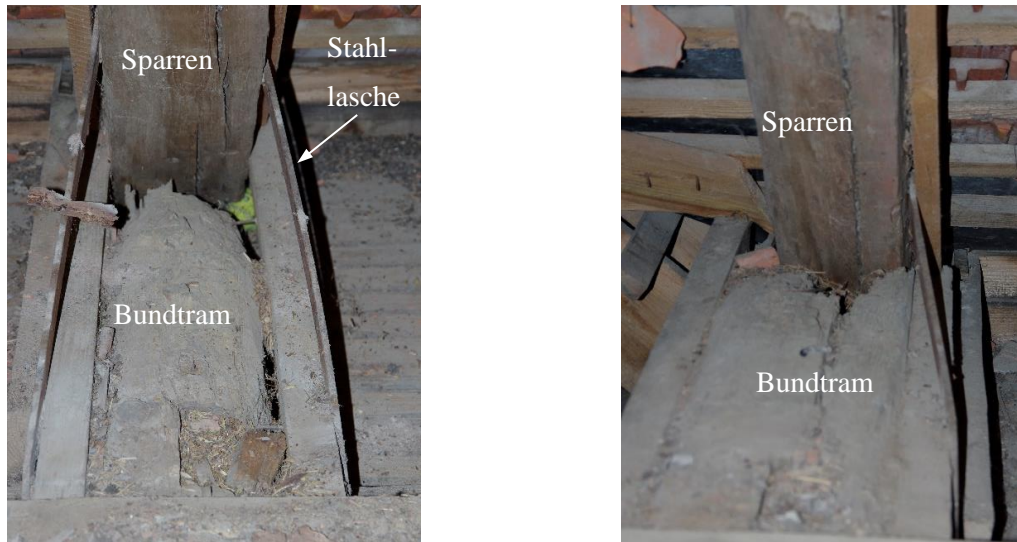 Sparren
Stahl-
lasche
Bundtram
Sparren
Bundtram